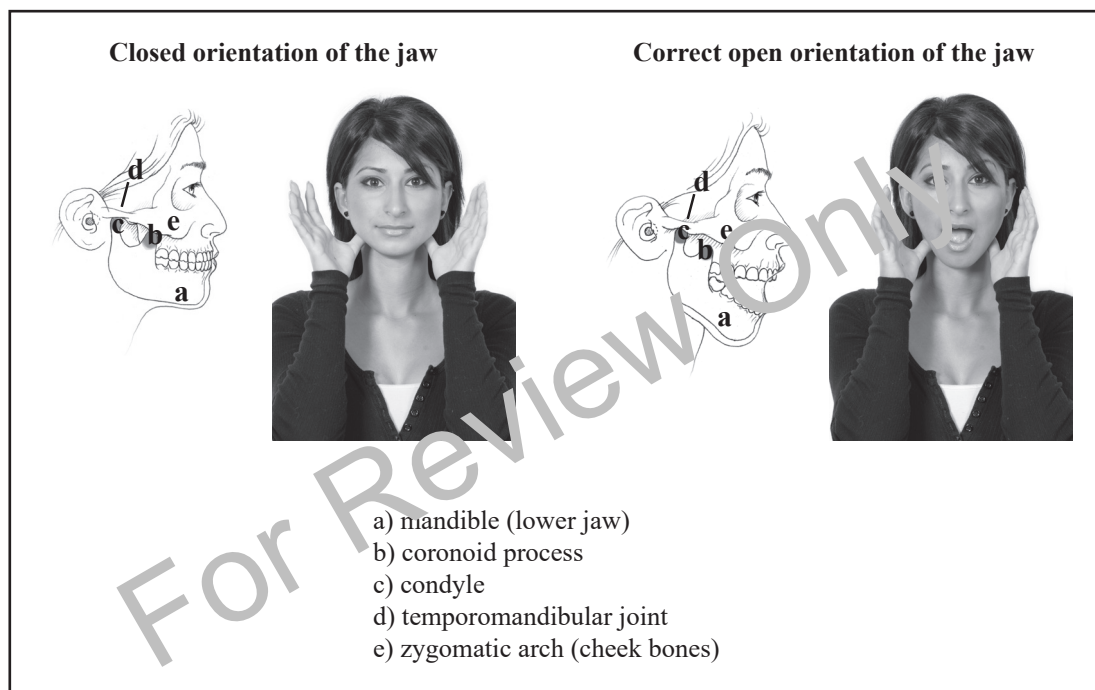 Closed orientation of the jaw
Correct open orientation of the jaw
d
c
b
e
a
d
c
b
e
a
For Review Only
a) mandible (lower jaw)
b) coronoid process
c) condyle
d) temporomandibular joint
e) zygomatic arch (cheek bones)